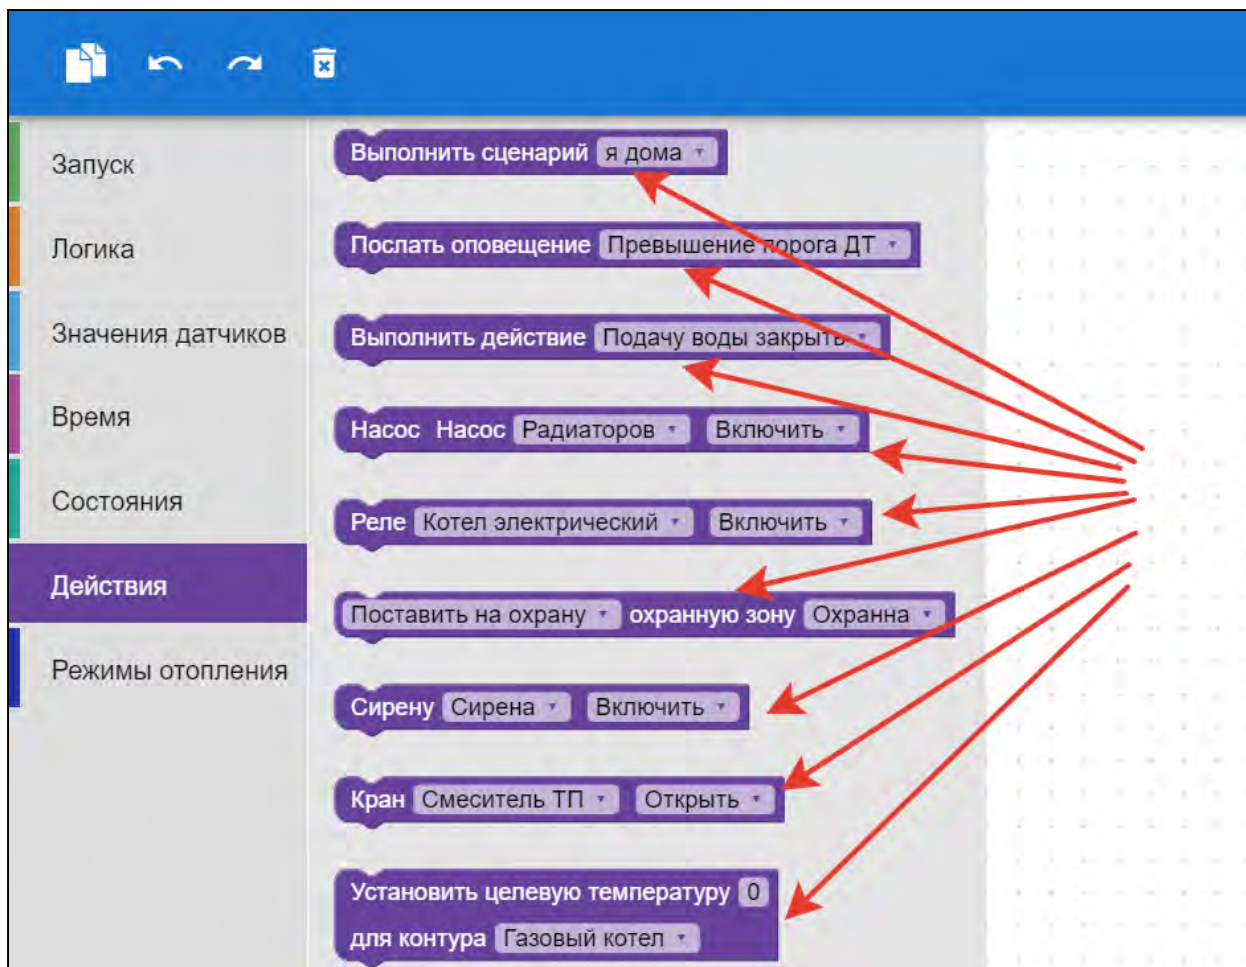 Запуск
Логика
Значения датчиков
Время
Состояния
Действия
Режимы отопления
Выполнить сценарий я дома
Послать оповещение Превышение порога ДТ
Выполнить действие Подачу воды закрыть
Насос Насос Радиаторов Включить
Реле Котел электрический Включить
Поставить на охрану охранную зону Охранна
Сирену Сирена Включить
Кран Смеситель ТП Открыть
Установить целевую температуру 0
для контура Газовый котел